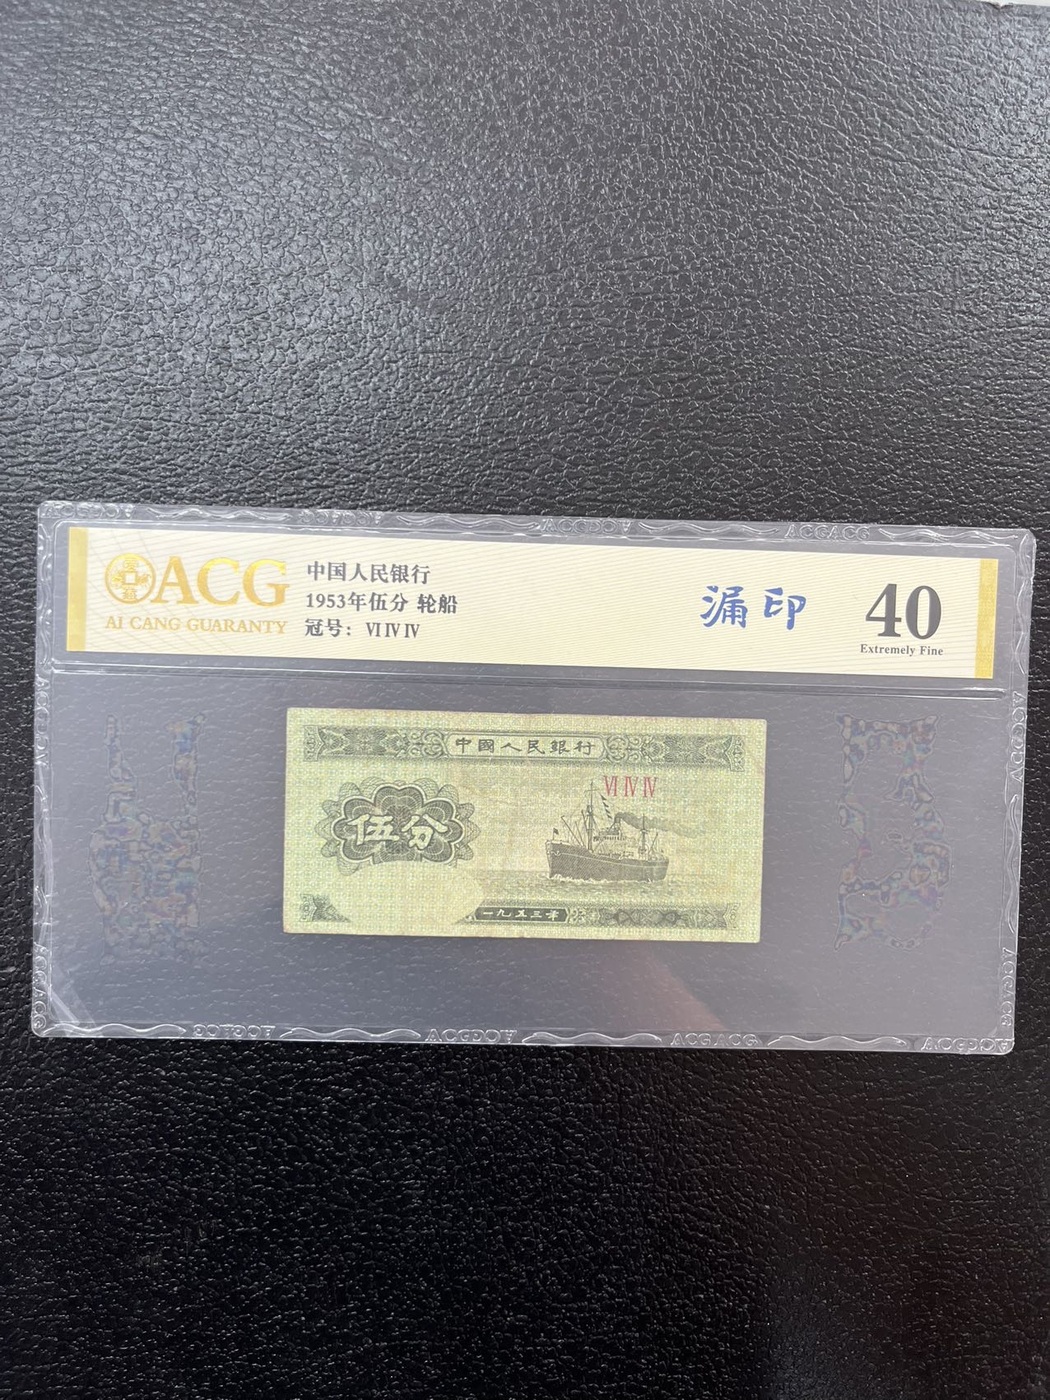 ACG
AI CANG GUARANTY
中国人民银行
1953年伍分 轮船
冠号：VI IV IV
漏印
40
Extremely Fine
中國人民銀行
VI IV IV
伍分
一九五三年